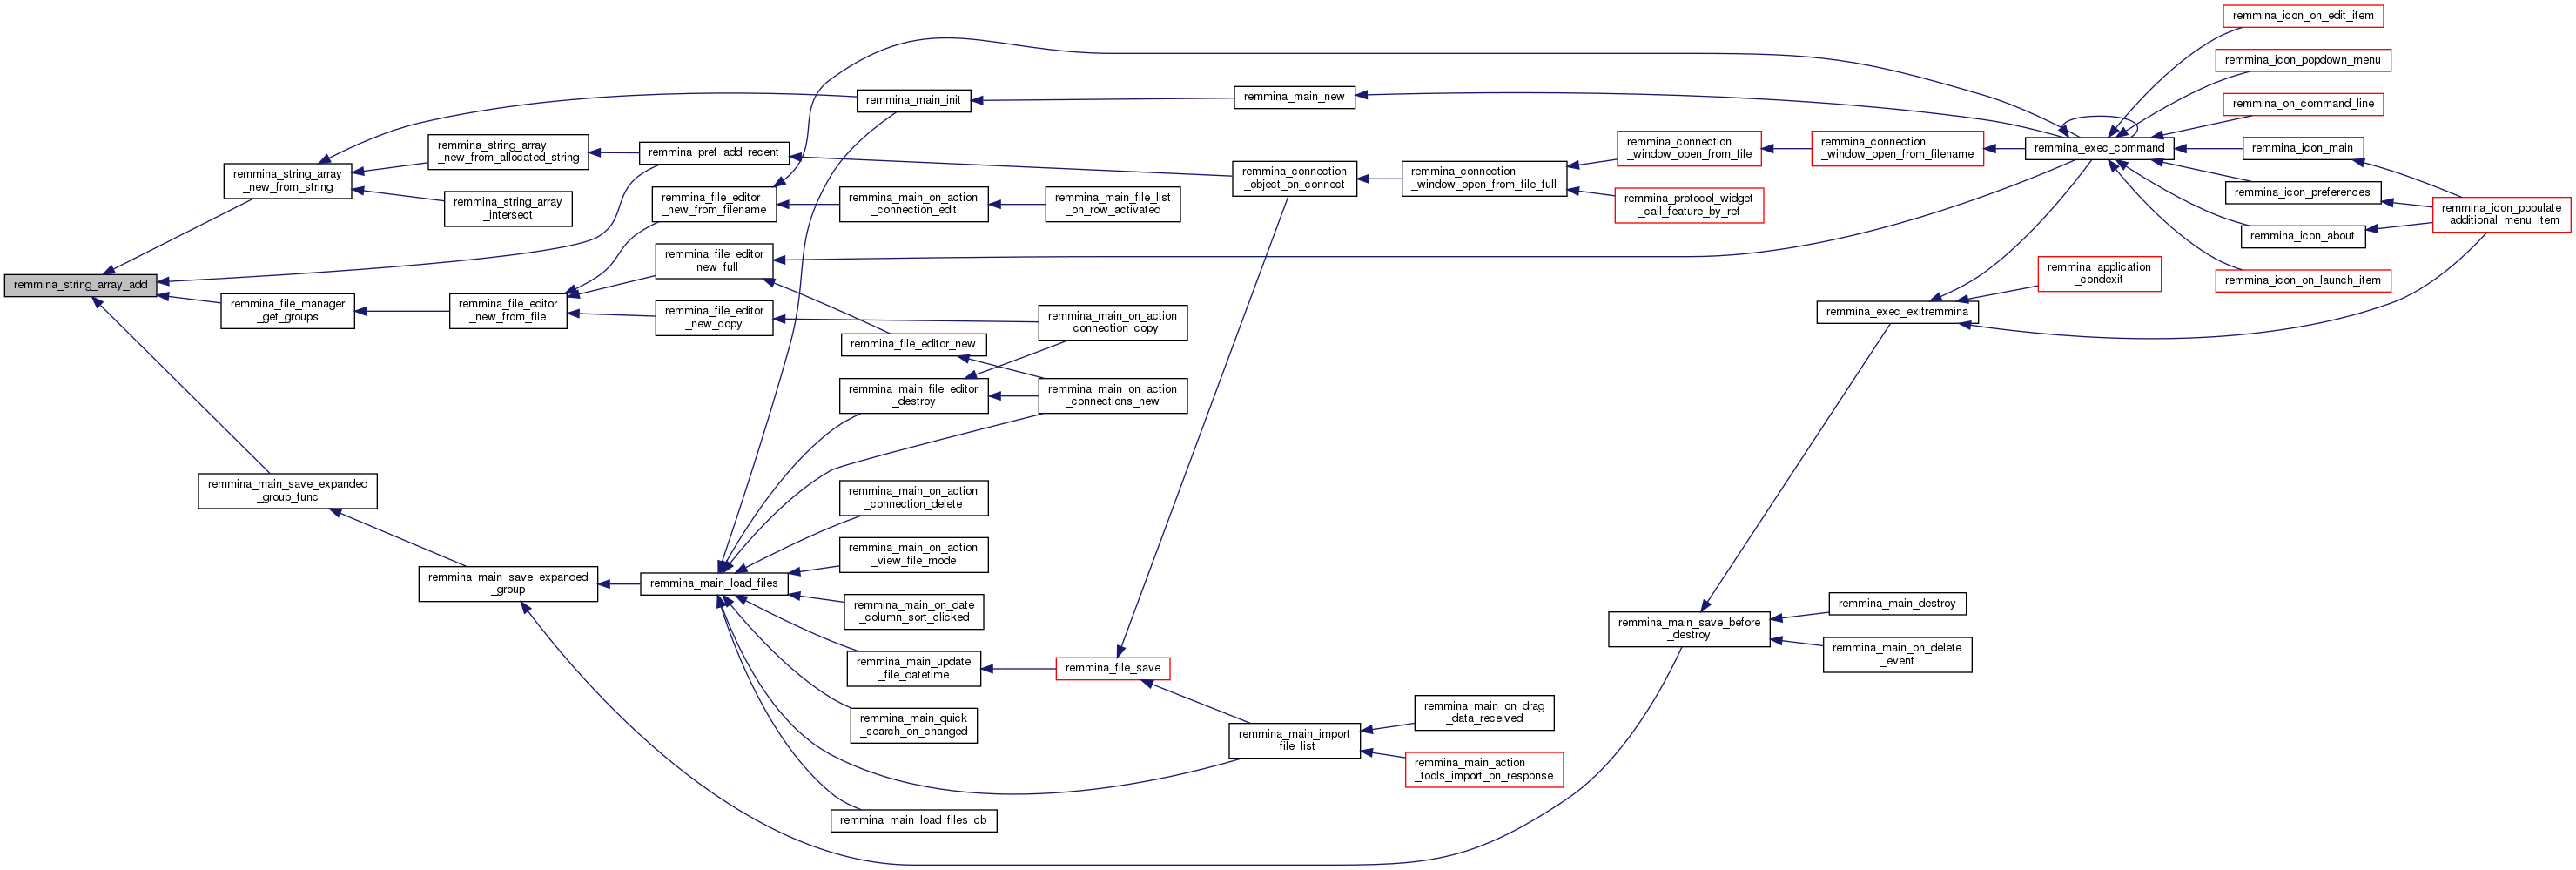 remmina_string_array_add
remmina_string_array
_new_from_string
remmina_file_manager
_get_groups
remmina_main_save_expanded
_group_func
remmina_string_array
_new_from_allocated_string
remmina_string_array
_intersect
remmina_file_editor
_new_from_file
remmina_main_save_expanded
_group
remmina_pref_add_recent
remmina_file_editor
_new_from_filename
remmina_file_editor
_new_full
remmina_file_editor
_new_copy
remmina_main_load_files
remmina_main_init
remmina_main_on_action
_connection_edit
remmina_file_editor_new
remmina_main_file_editor
_destroy
remmina_main_on_action
_connection_delete
remmina_main_on_action
_view_file_mode
remmina_main_on_date
_column_sort_clicked
remmina_main_update
_file_datetime
remmina_main_quick
_search_on_changed
remmina_main_load_files_cb
remmina_main_file_list
_on_row_activated
remmina_main_on_action
_connection_copy
remmina_main_on_action
_connections_new
remmina_file_save
remmina_main_new
remmina_connection
_object_on_connect
remmina_main_import
_file_list
remmina_connection
_window_open_from_file_full
remmina_main_on_drag
_data_received
remmina_main_action
_tools_import_on_response
remmina_connection
_window_open_from_file
remmina_protocol_widget
_call_feature_by_ref
remmina_main_save_before
_destroy
remmina_connection
_window_open_from_filename
remmina_exec_exitremmina
remmina_main_destroy
remmina_main_on_delete
_event
remmina_exec_command
remmina_application
_condexit
remmina_icon_on_edit_item
remmina_icon_popdown_menu
remmina_on_command_line
remmina_icon_main
remmina_icon_preferences
remmina_icon_about
remmina_icon_on_launch_item
remmina_icon_populate
_additional_menu_item